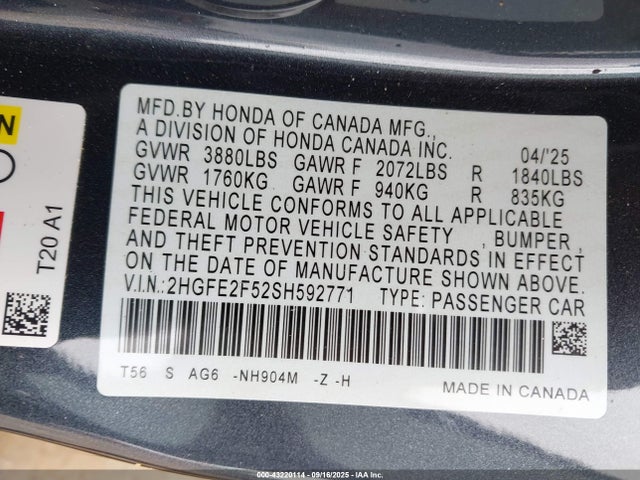 N
T20 A1
MFD.BY HONDA OF CANADA MFG.,
A DIVISION OF HONDA CANADA INC. 04/'25
GVWR 3880LBS GAWR F 2072LBS R 1840LBS
GVWR 1760KG GAWR F 940KG R 835KG
THIS VEHICLE CONFORMS TO ALL APPLICABLE
FEDERAL MOTOR VEHICLE SAFETY , BUMPER ,
AND THEFT PREVENTION STANDARDS IN EFFECT
ON THE DATE OF MANUFACTURE SHOWN ABOVE.
V.I.N.:2HGFE2F52SH592771 TYPE: PASSENGER CAR
T56 S AG6 -NH904M -Z -H
MADE IN CANADA
000-43220114 - 09/16/2025 - IAA Inc.